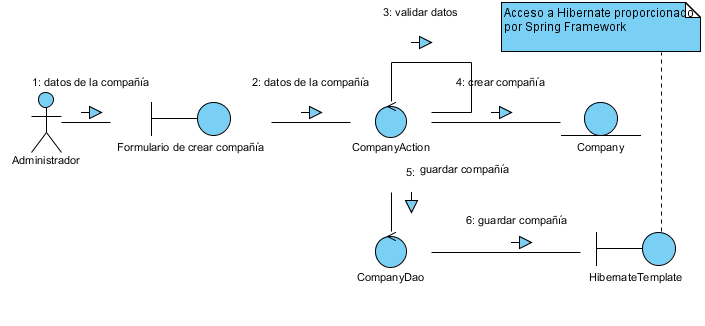 3: validar datos
Acceso a Hibernate proporcionado
por Spring Framework
1: datos de la compañía
2: datos de la compañía
4: crear compañía
Administrador
Formulario de crear compañía
CompanyAction
Company
5: guardar compañía
6: guardar compañía
CompanyDao
HibernateTemplate